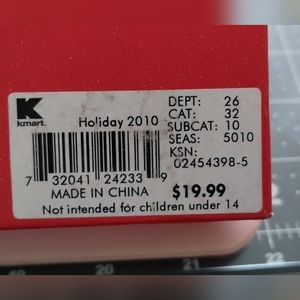 K
kmart.
Holiday 2010
DEPT: 26
CAT: 32
SUBCAT: 10
SEAS: 5010
KSN:
02454398-5
7 32041 24233 9
MADE IN CHINA
$19.99
Not intended for children under 14
19
20
21
22